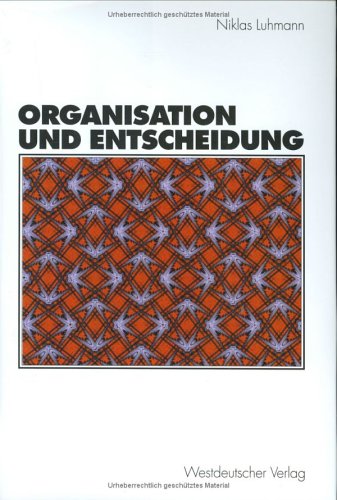 Urheberrechtlich geschütztes Material
Niklas Luhmann
ORGANISATION
UND ENTSCHEIDUNG
Westdeutscher Verlag
Urheberrechtlich geschütztes Material